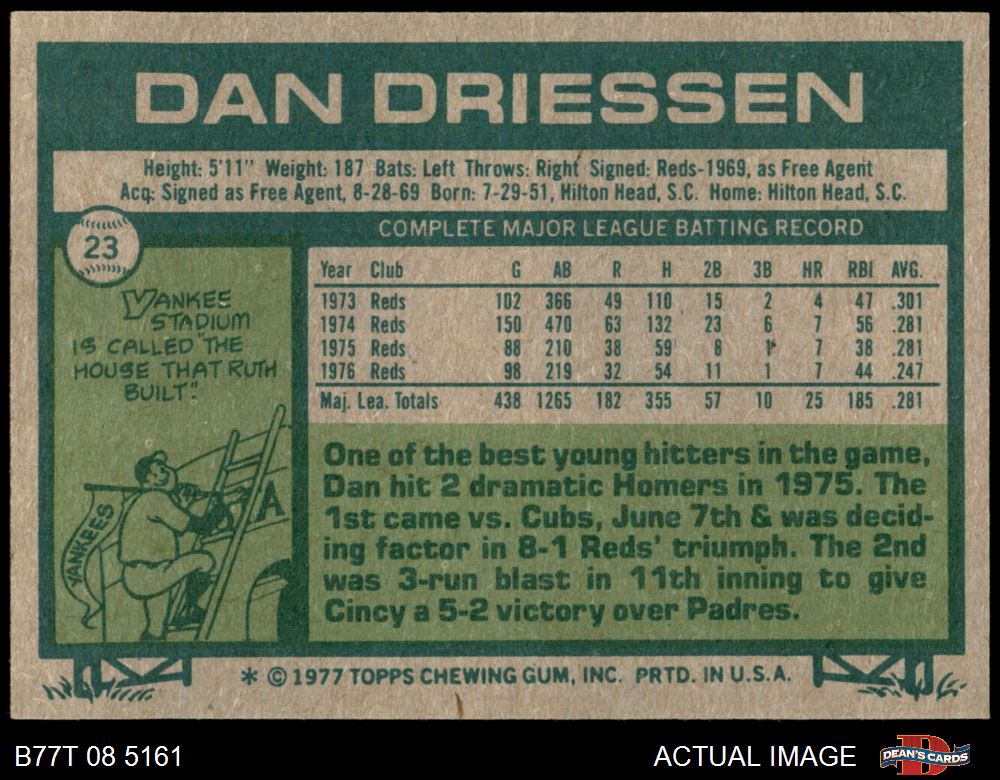 DAN DRIESSEN
Height: 5'11" Weight: 187 Bats: Left Throws: Right Signed: Reds-1969, as Free Agent
Acq: Signed as Free Agent, 8-28-69 Born: 7-29-51, Hilton Head, S.C. Home: Hilton Head, S.C.
23
COMPLETE MAJOR LEAGUE BATTING RECORD
Year Club G AB R H 2B 3B HR RBI AVG.
1973 Reds 102 366 49 110 15 2 4 47 .301
1974 Reds 150 470 63 132 23 6 7 56 .281
1975 Reds 88 210 38 59 8 1 7 38 .281
1976 Reds 98 219 32 54 11 1 7 44 .247
Maj. Lea. Totals 438 1265 182 355 57 10 25 185 .281
YANKEE
STADIUM
IS CALLED "THE
HOUSE THAT RUTH
BUILT."
YANKEES
A
One of the best young hitters in the game,
Dan hit 2 dramatic Homers in 1975. The
1st came vs. Cubs, June 7th & was decid-
ing factor in 8-1 Reds' triumph. The 2nd
was 3-run blast in 11th inning to give
Cincy a 5-2 victory over Padres.
* © 1977 TOPPS CHEWING GUM, INC. PRTD. IN U.S.A.
B77T 08 5161
ACTUAL IMAGE
DEAN'S CARDS